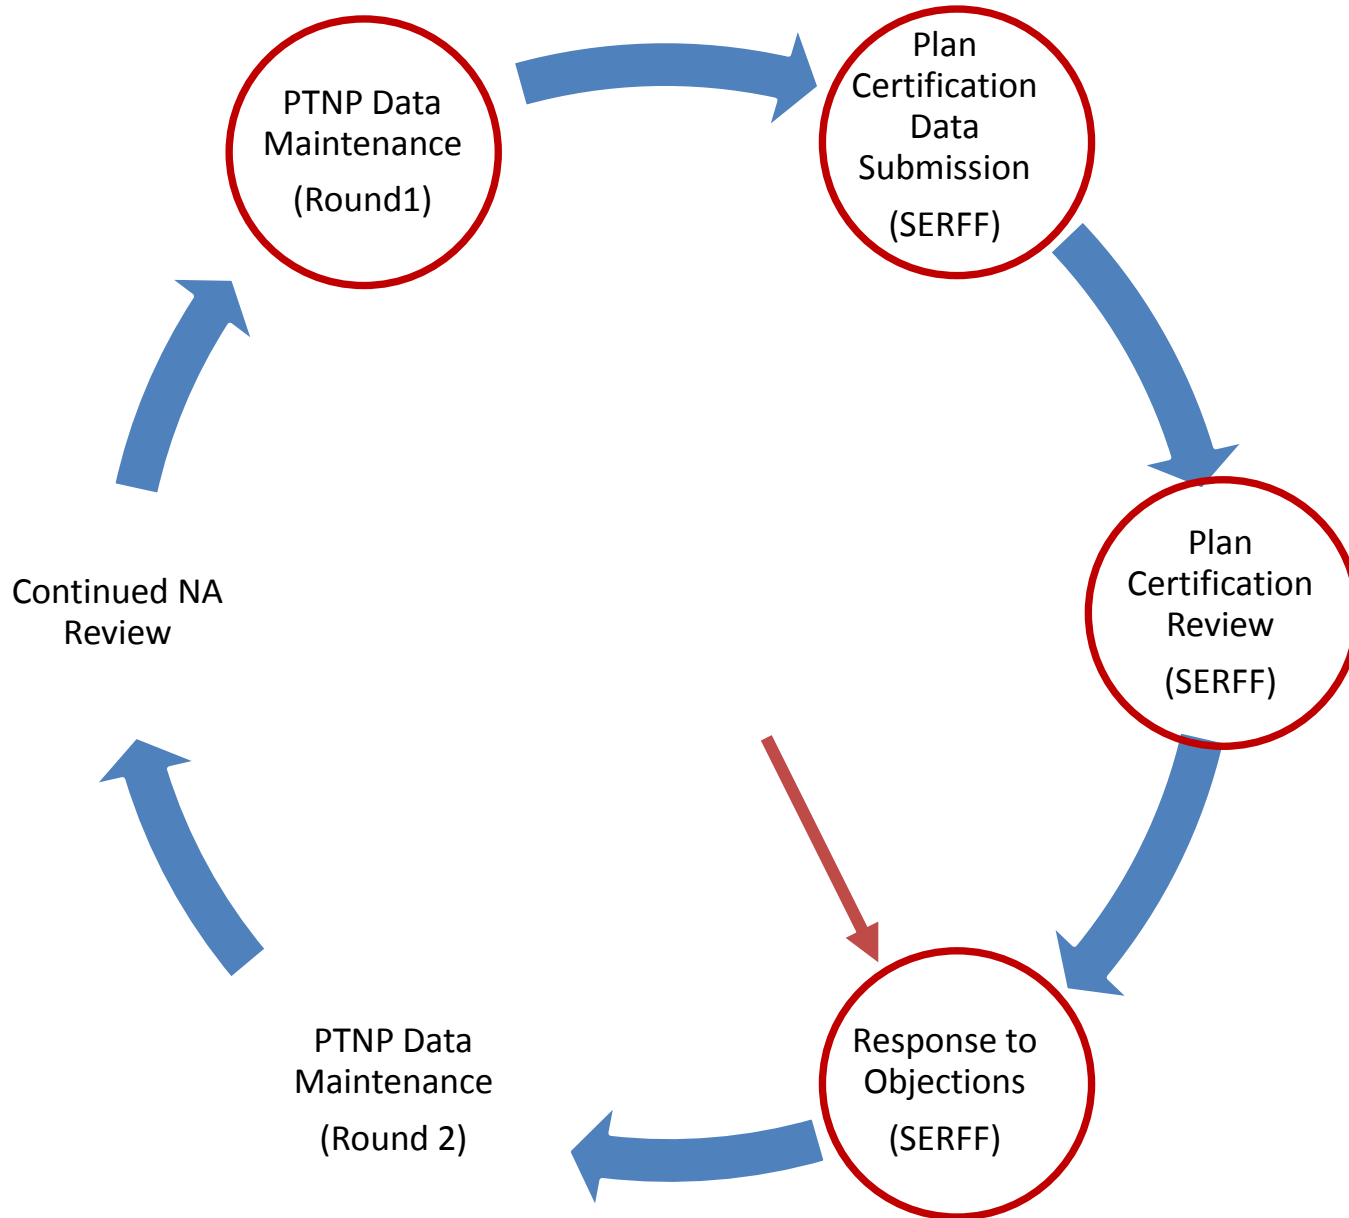 PTNP Data
Maintenance
(Round1)
Plan
Certification
Data
Submission
(SERFF)
Plan
Certification
Review
(SERFF)
Response to
Objections
(SERFF)
PTNP Data
Maintenance
(Round 2)
Continued NA
Review